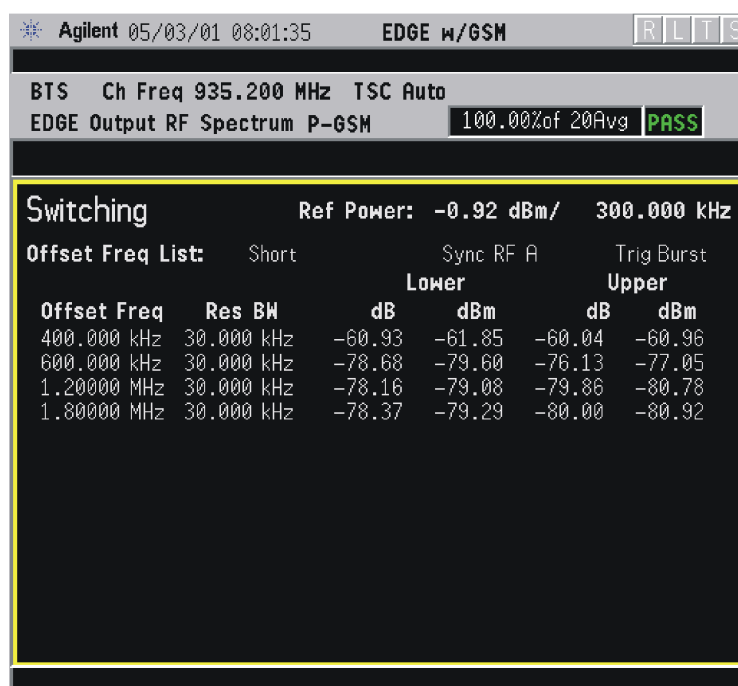 Agilent 05/03/01 08:01:35 EDGE w/GSM R L T S
BTS Ch Freq 935.200 MHz TSC Auto
EDGE Output RF Spectrum P-GSM 100.00%of 20Avg PASS
Switching Ref Power: -0.92 dBm/ 300.000 kHz
Offset Freq List: Short Sync RF A Trig Burst
Lower Upper
Offset Freq Res BW dB dBm dB dBm
400.000 kHz 30.000 kHz -60.93 -61.85 -60.04 -60.96
600.000 kHz 30.000 kHz -78.68 -79.60 -76.13 -77.05
1.20000 MHz 30.000 kHz -78.16 -79.08 -79.86 -80.78
1.80000 MHz 30.000 kHz -78.37 -79.29 -80.00 -80.92